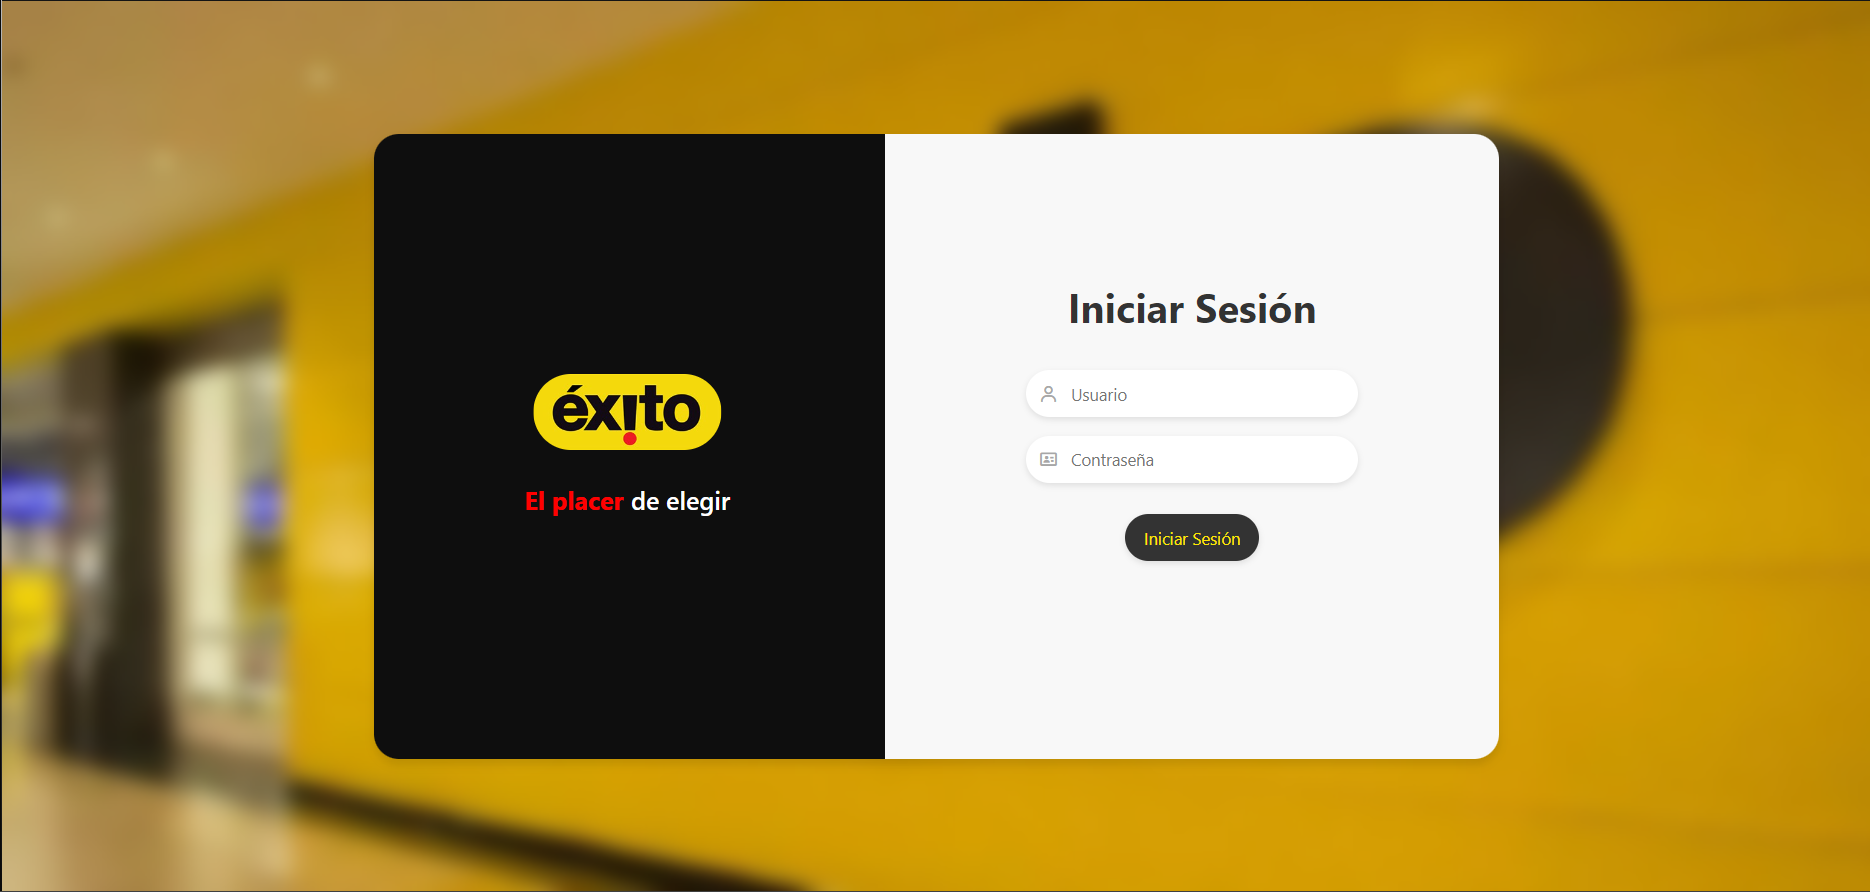 éxito
El placer de elegir
Iniciar Sesión
Usuario
Contraseña
Iniciar Sesión